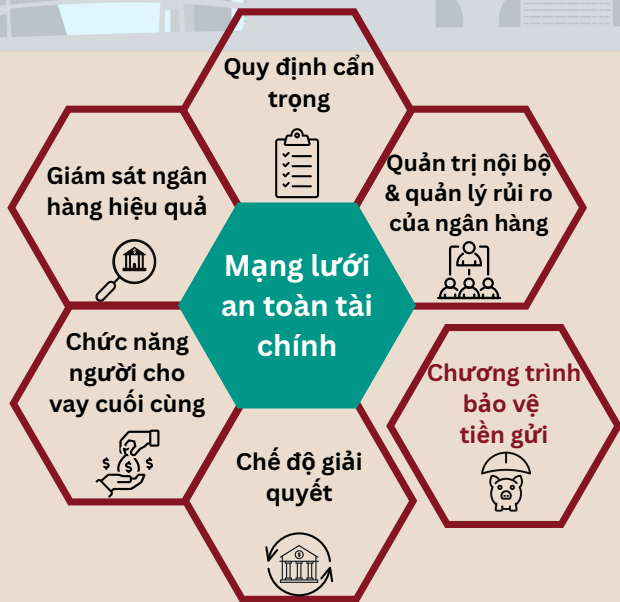 Quy định cẩn
trọng
Giám sát ngân
hàng hiệu quả
Quản trị nội bộ
& quản lý rủi ro
của ngân hàng
Mạng lưới
an toàn tài
chính
Chức năng
người cho
vay cuối cùng
Chương trình
bảo vệ
tiền gửi
Chế độ giải
quyết